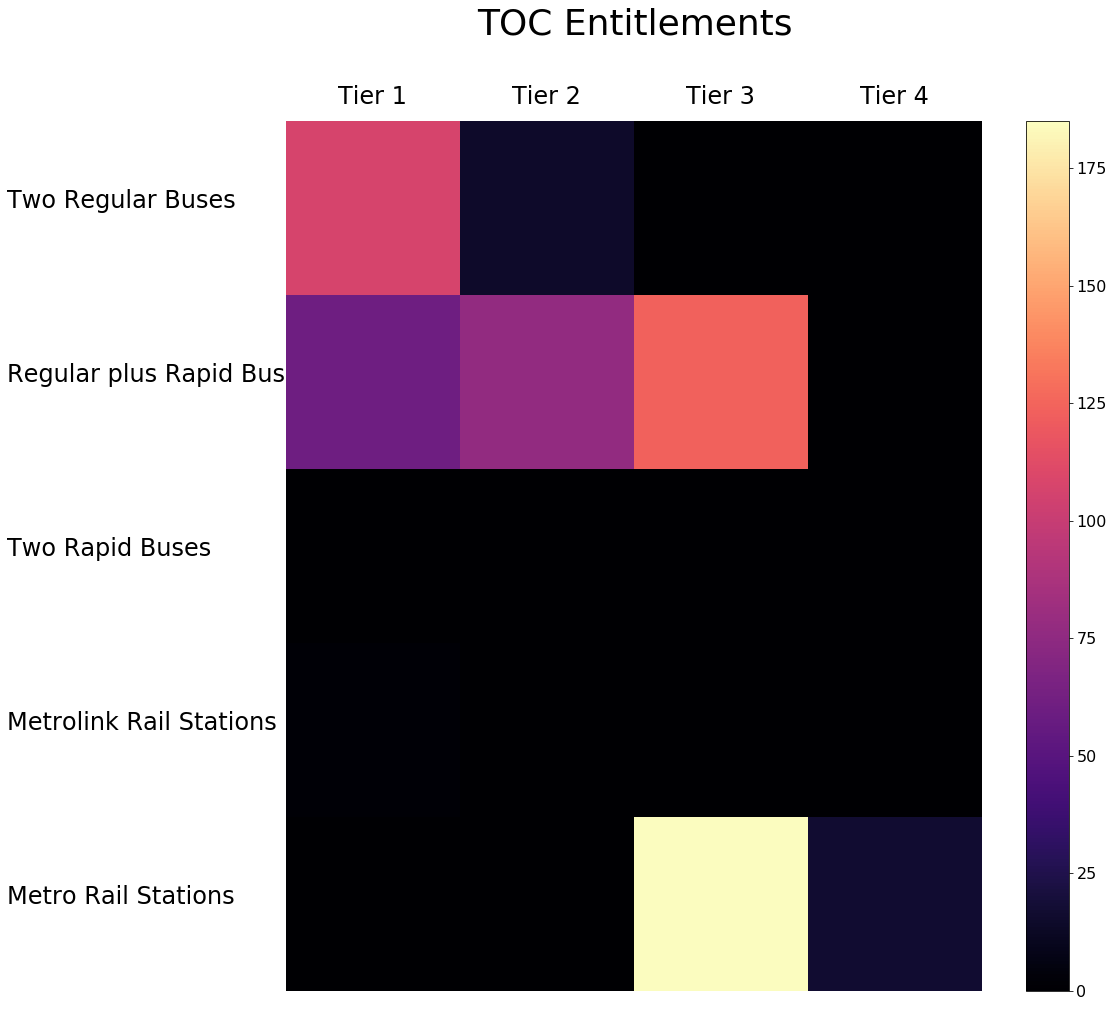 TOC Entitlements
Tier 1 Tier 2 Tier 3 Tier 4
Two Regular Buses
Regular plus Rapid Bus
Two Rapid Buses
Metrolink Rail Stations
Metro Rail Stations
175
150
125
100
75
50
25
0